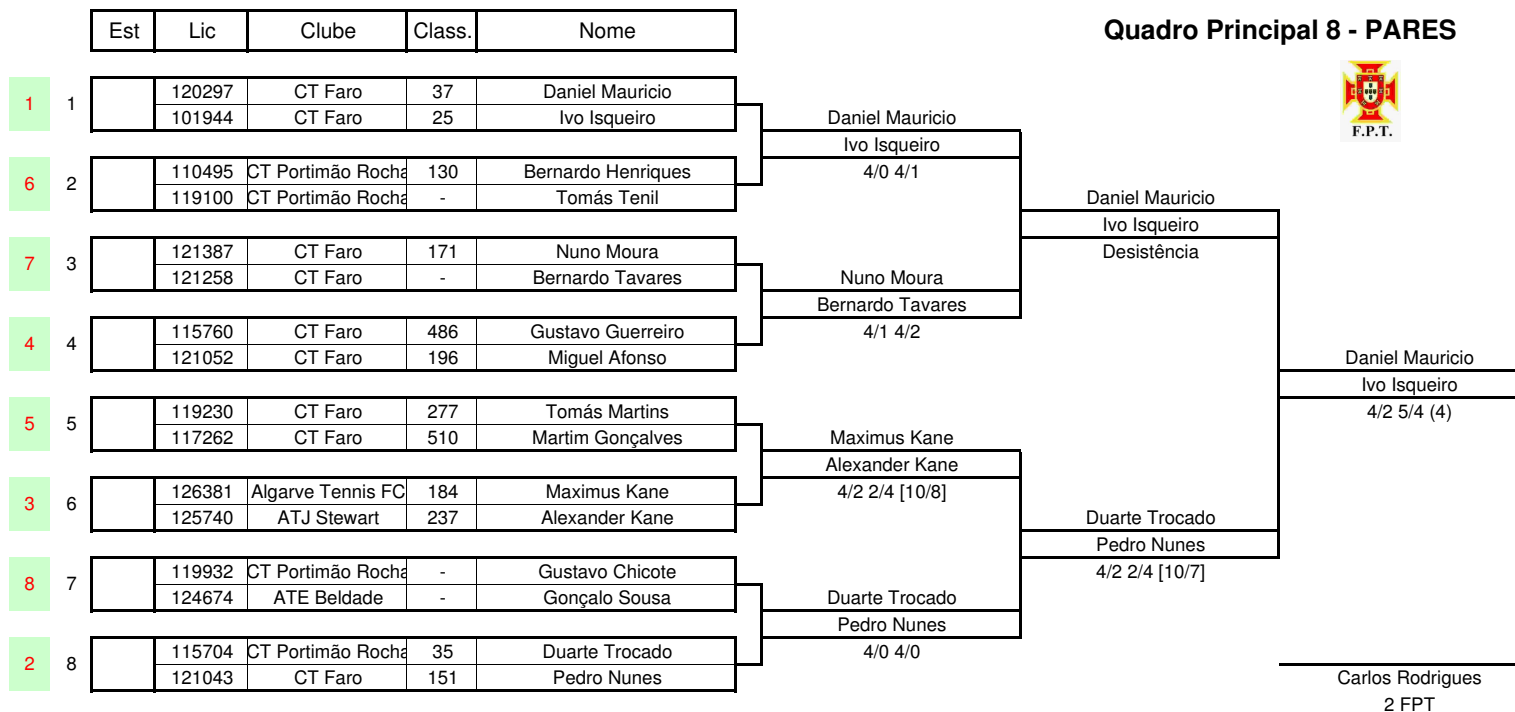 Est Lic Clube Class. Nome
Quadro Principal 8 - PARES
F.P.T.
1 1 120297 CT Faro 37 Daniel Mauricio
101944 CT Faro 25 Ivo Isqueiro
6 2 110495 CT Portimão Rocha 130 Bernardo Henriques
119100 CT Portimão Rocha - Tomás Tenil
7 3 121387 CT Faro 171 Nuno Moura
121258 CT Faro - Bernardo Tavares
4 4 115760 CT Faro 486 Gustavo Guerreiro
121052 CT Faro 196 Miguel Afonso
5 5 119230 CT Faro 277 Tomás Martins
117262 CT Faro 510 Martim Gonçalves
3 6 126381 Algarve Tennis FC 184 Maximus Kane
125740 ATJ Stewart 237 Alexander Kane
8 7 119932 CT Portimão Rocha - Gustavo Chicote
124674 ATE Beldade - Gonçalo Sousa
2 8 115704 CT Portimão Rocha 35 Duarte Trocado
121043 CT Faro 151 Pedro Nunes
Daniel Mauricio
Ivo Isqueiro
4/0 4/1
Nuno Moura
Bernardo Tavares
4/1 4/2
Maximus Kane
Alexander Kane
4/2 2/4 [10/8]
Duarte Trocado
Pedro Nunes
4/0 4/0
Daniel Mauricio
Ivo Isqueiro
Desistência
Duarte Trocado
Pedro Nunes
4/2 2/4 [10/7]
Daniel Mauricio
Ivo Isqueiro
4/2 5/4 (4)
Carlos Rodrigues
2 FPT